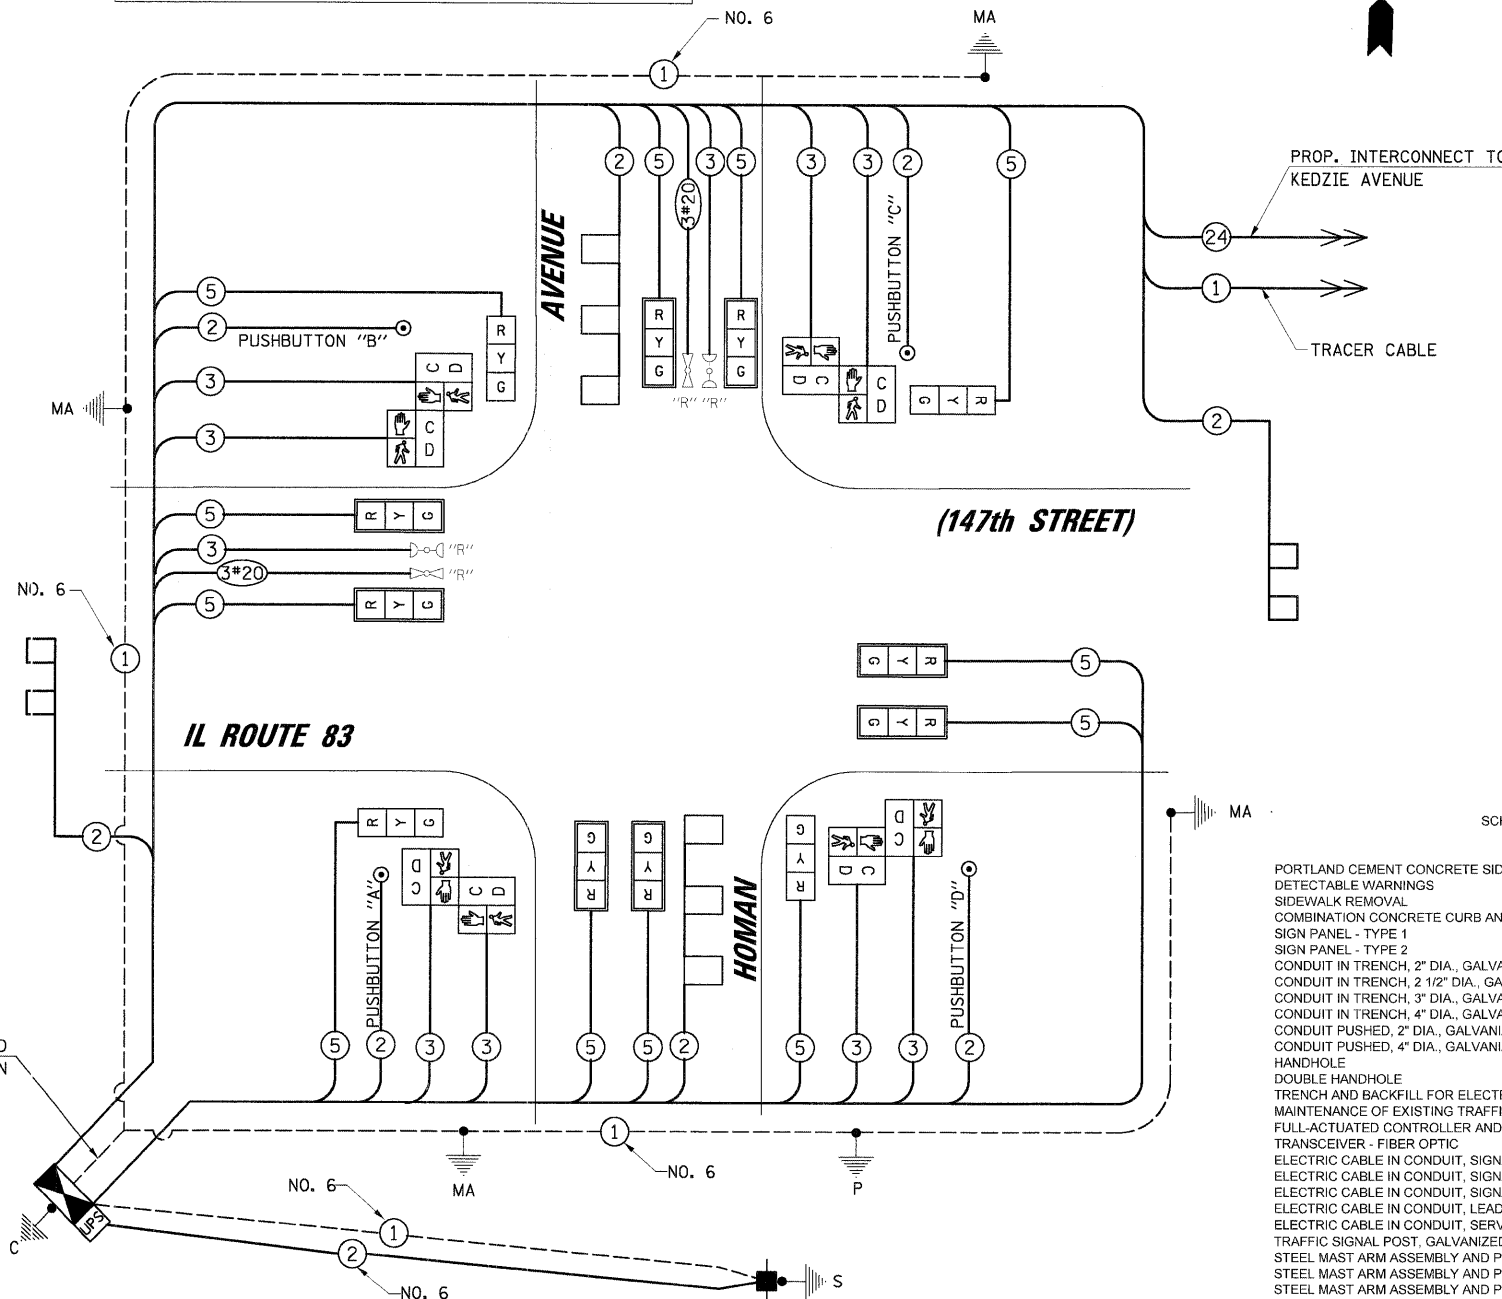 NO. 6
MA
1
PROP. INTERCONNECT TO
KEDZIE AVENUE
2 5 3#20 3 5 3 3 2 5
AVENUE
PUSHBUTTON "C"
24
1
TRACER CABLE
5
2
PUSHBUTTON "B"
3
3
R Y G
C D
C D
MA
R Y G
R Y G
"R" "R"
C D
C D
R Y G
2
5
R Y G
3
"R"
3#20
"R"
5
R Y G
(147th STREET)
NO. 6
1
R Y G
5
R Y G
5
IL ROUTE 83
2
R Y G
C D
C D
PUSHBUTTON "A"
R Y G
R Y G
HOMAN
R Y G
C D
C D
PUSHBUTTON "D"
MA
5 2 3 3 5 5 2 5 3 3 2
SCH
PORTLAND CEMENT CONCRETE SID
DETECTABLE WARNINGS
SIDEWALK REMOVAL
COMBINATION CONCRETE CURB AN
SIGN PANEL - TYPE 1
SIGN PANEL - TYPE 2
CONDUIT IN TRENCH, 2" DIA., GALVA
CONDUIT IN TRENCH, 2 1/2" DIA., GA
CONDUIT IN TRENCH, 3" DIA., GALVA
CONDUIT IN TRENCH, 4" DIA., GALVA
CONDUIT PUSHED, 2" DIA., GALVANI
CONDUIT PUSHED, 4" DIA., GALVANI
HANDHOLE
DOUBLE HANDHOLE
TRENCH AND BACKFILL FOR ELECTR
MAINTENANCE OF EXISTING TRAFFI
FULL-ACTUATED CONTROLLER AND
TRANSCEIVER - FIBER OPTIC
ELECTRIC CABLE IN CONDUIT, SIGN
ELECTRIC CABLE IN CONDUIT, SIGN
ELECTRIC CABLE IN CONDUIT, SIGN
ELECTRIC CABLE IN CONDUIT, LEAD
ELECTRIC CABLE IN CONDUIT, SERV
TRAFFIC SIGNAL POST, GALVANIZED
STEEL MAST ARM ASSEMBLY AND P
STEEL MAST ARM ASSEMBLY AND P
STEEL MAST ARM ASSEMBLY AND P
1
NO. 6
MA
P
UPS
C
NO. 6
1
2
NO. 6
S